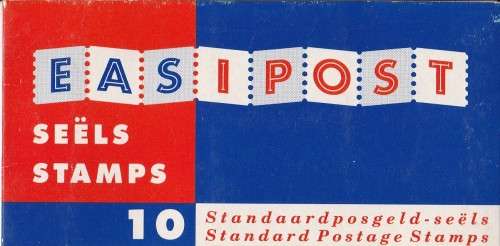 EASIPOST
SEËLS
STAMPS
10
Standaardposgeld-seëls
Standard Postage Stamps